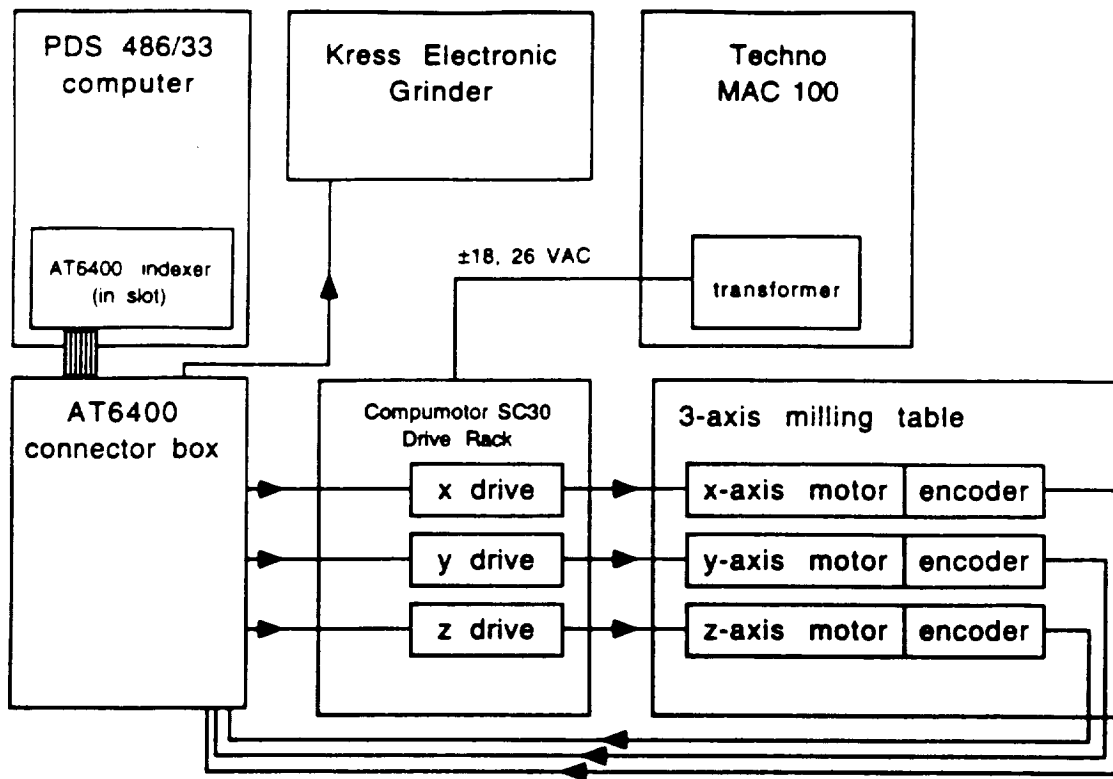 PDS 486/33
computer
AT6400 indexer
(in slot)
Kress Electronic
Grinder
Techno
MAC 100
±18, 26 VAC
transformer
AT6400
connector box
Compumotor SC30
Drive Rack
x drive
y drive
z drive
3-axis milling table
x-axis motor encoder
y-axis motor encoder
z-axis motor encoder